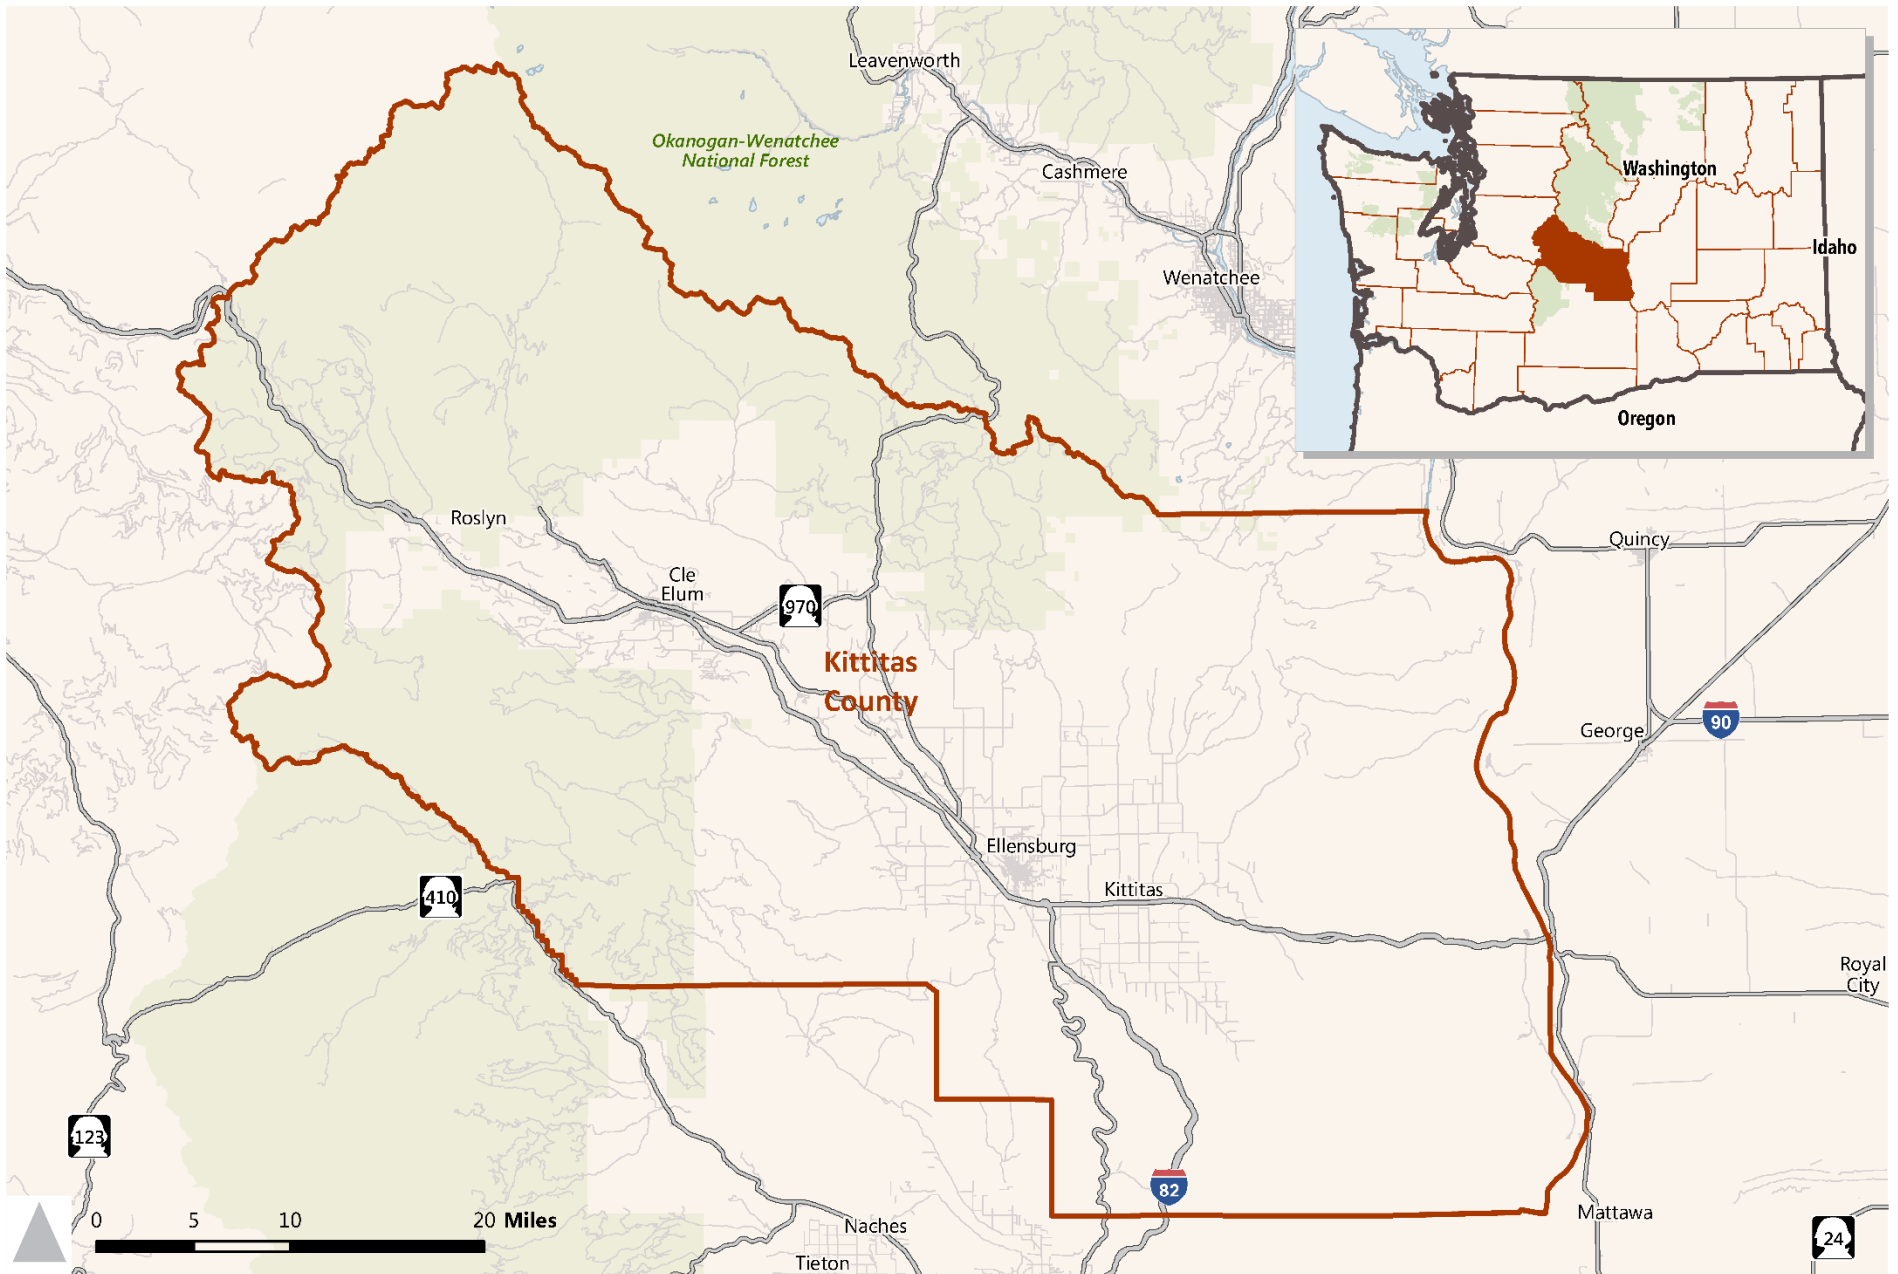 Leavenworth
Okanogan-Wenatchee
National Forest
Cashmere
Wenatchee
Washington
Idaho
Oregon
Roslyn
Quincy
Cle
Elum
970
Kittitas
County
George
90
Ellensburg
Kittitas
410
Royal
City
123
82
0 5 10 20 Miles
Naches
Mattawa
24
Tieton